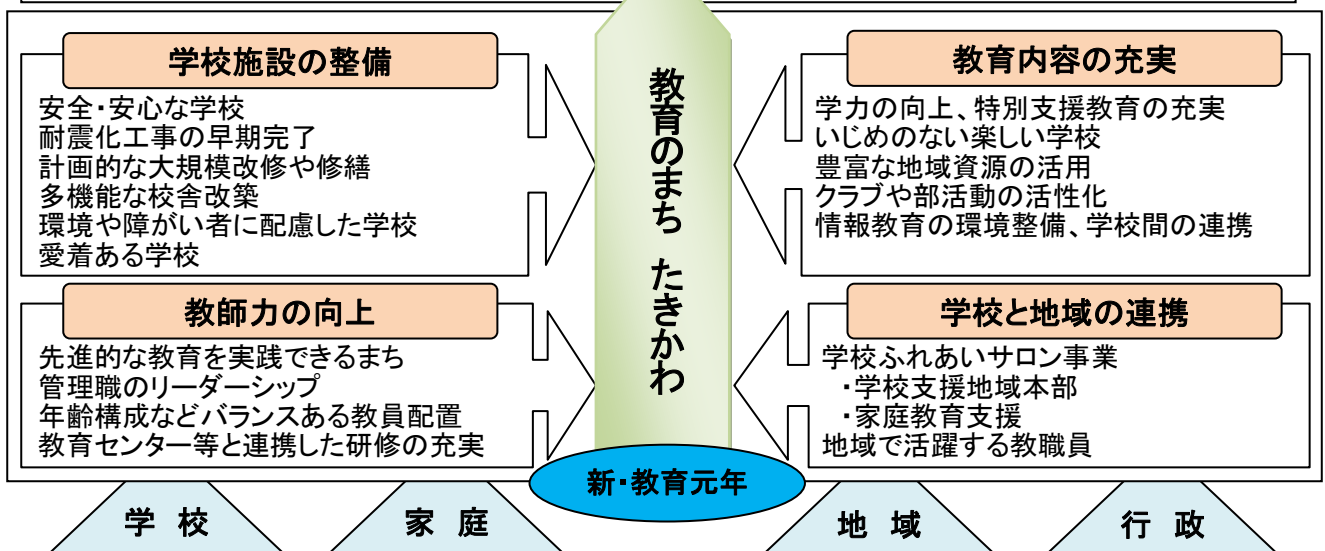 学校施設の整備
安全・安心な学校
耐震化工事の早期完了
計画的な大規模改修や修繕
多機能な校舎改築
環境や障がい者に配慮した学校
愛着ある学校
教師力の向上
先進的な教育を実践できるまち
管理職のリーダーシップ
年齢構成などバランスある教員配置
教育センター等と連携した研修の充実
教育のまち たきかわ
新・教育元年
教育内容の充実
学力の向上、特別支援教育の充実
いじめのない楽しい学校
豊富な地域資源の活用
クラブや部活動の活性化
情報教育の環境整備、学校間の連携
学校と地域の連携
学校ふれあいサロン事業
・学校支援地域本部
・家庭教育支援
地域で活躍する教職員
学 校
家 庭
地 域
行 政